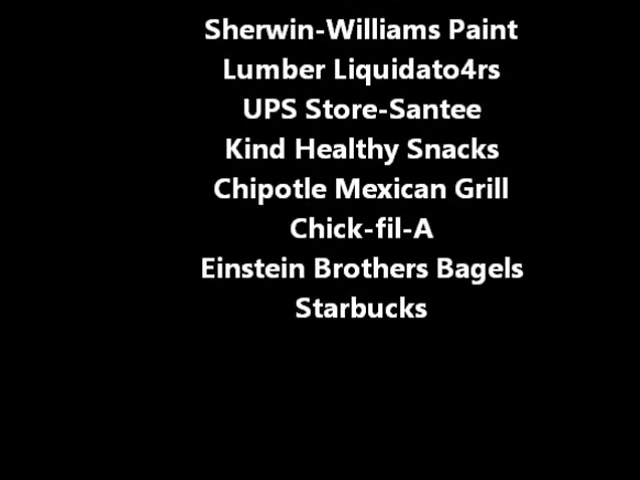 Sherwin-Williams Paint
Lumber Liquidato4rs
UPS Store-Santee
Kind Healthy Snacks
Chipotle Mexican Grill
Chick-fil-A
Einstein Brothers Bagels
Starbucks